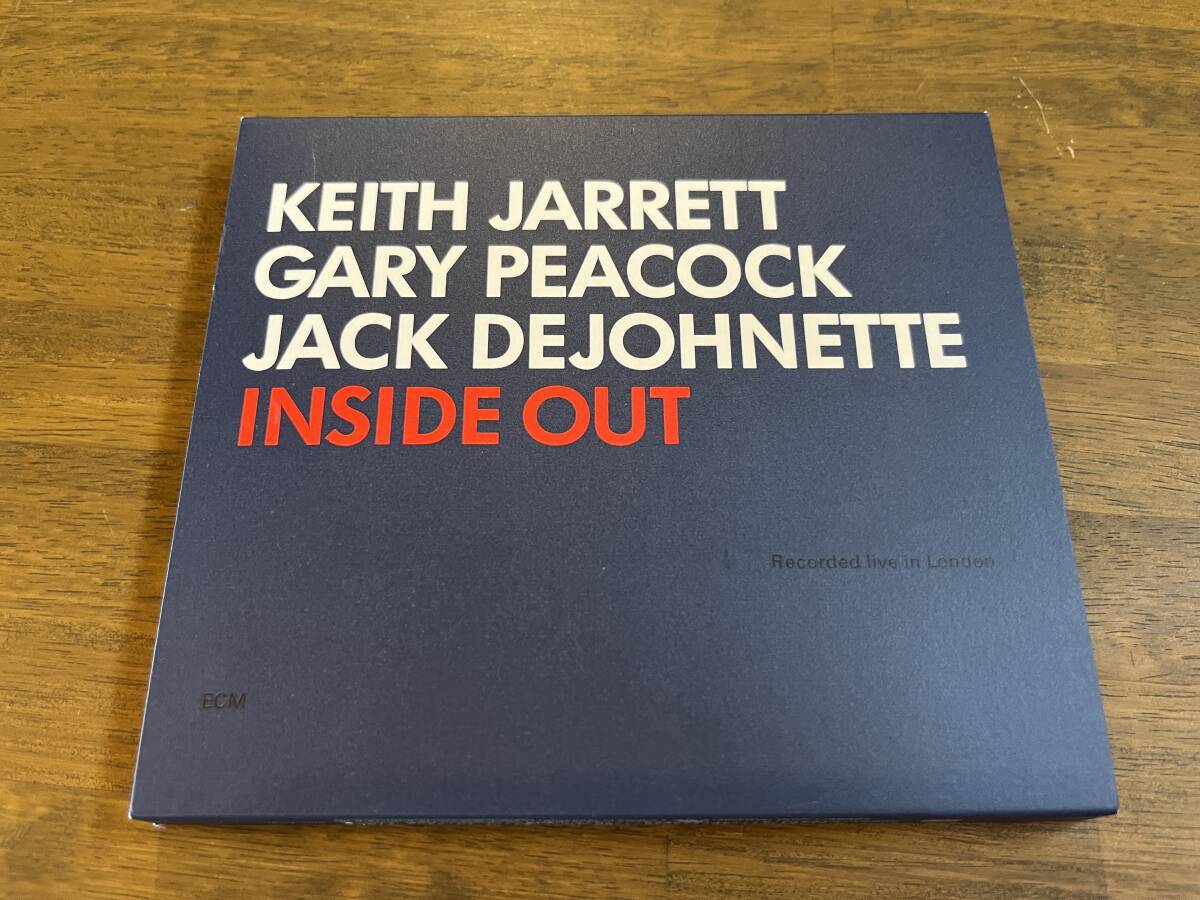 KEITH JARRETT
GARY PEACOCK
JACK DEJOHNETTE
INSIDE OUT
Recorded live in London
ECM